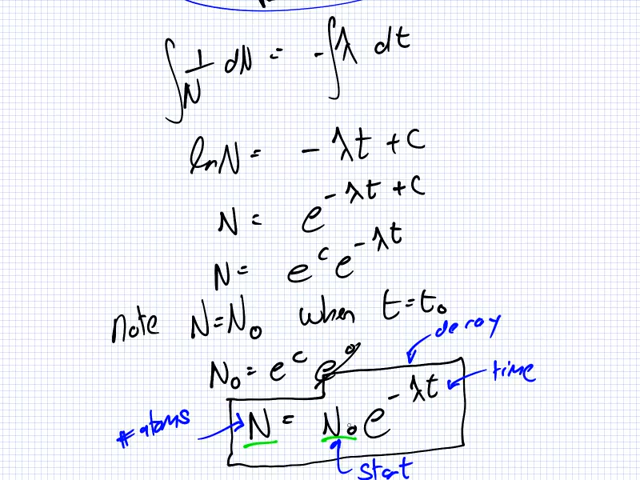 ∫ 1/N dN = -∫ λ dt
ln N = -λt + C
N = e^{-λt + C}
N = e^c e^{-λt}
note N = N₀ when t = t₀
decay
N₀ = e^c e^0
time
# atoms N = N₀ e^{-λt}
start